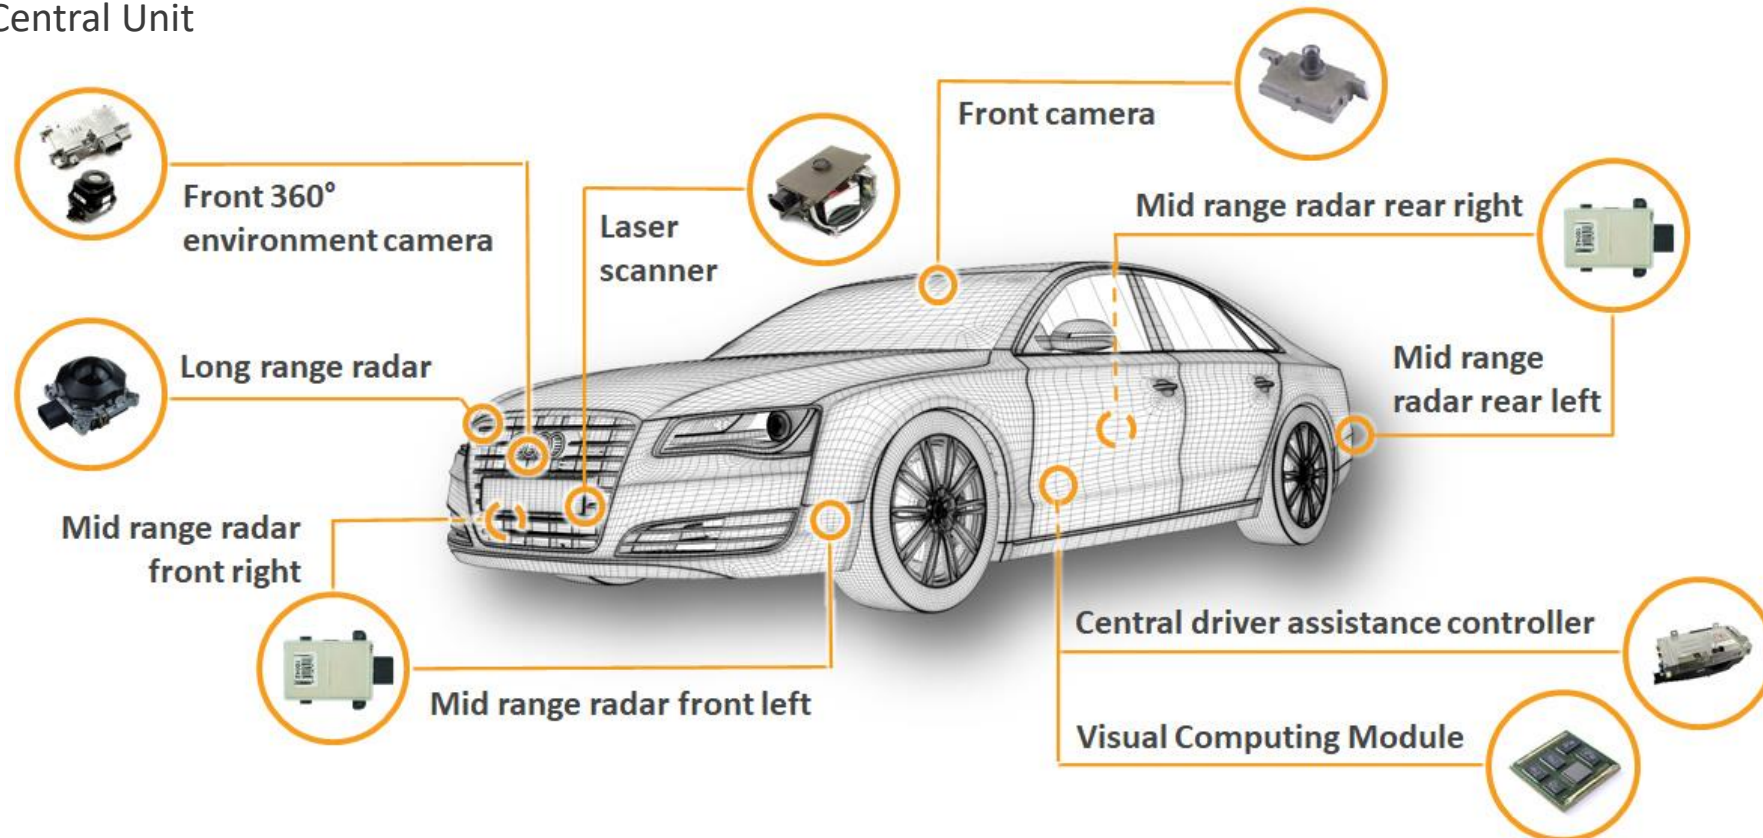 Central Unit
Front camera
Front 360°
environment camera
Laser
scanner
Mid range radar rear right
Long range radar
Mid range
radar rear left
Mid range radar
front right
Central driver assistance controller
Mid range radar front left
Visual Computing Module